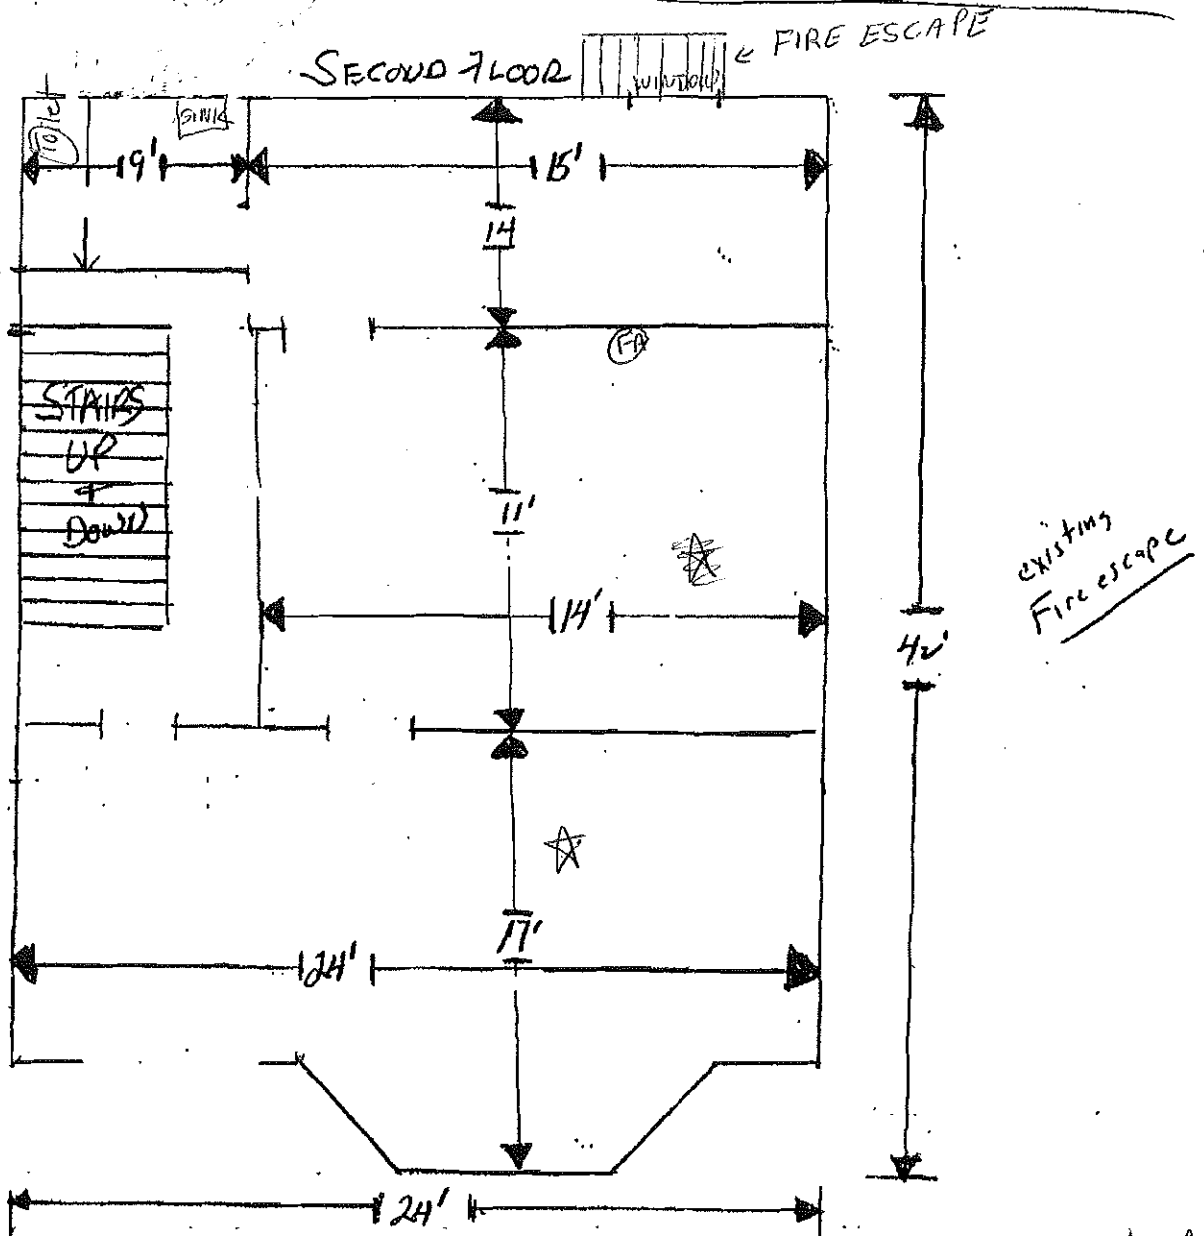 FIRE ESCAPE
SECOND FLOOR
WINDOW
Toilet
SINK
9'
15'
14
FA
STAIRS
UP
+
DOWN
11'
existing
Fire escape
14'
42'
17'
24'
24'